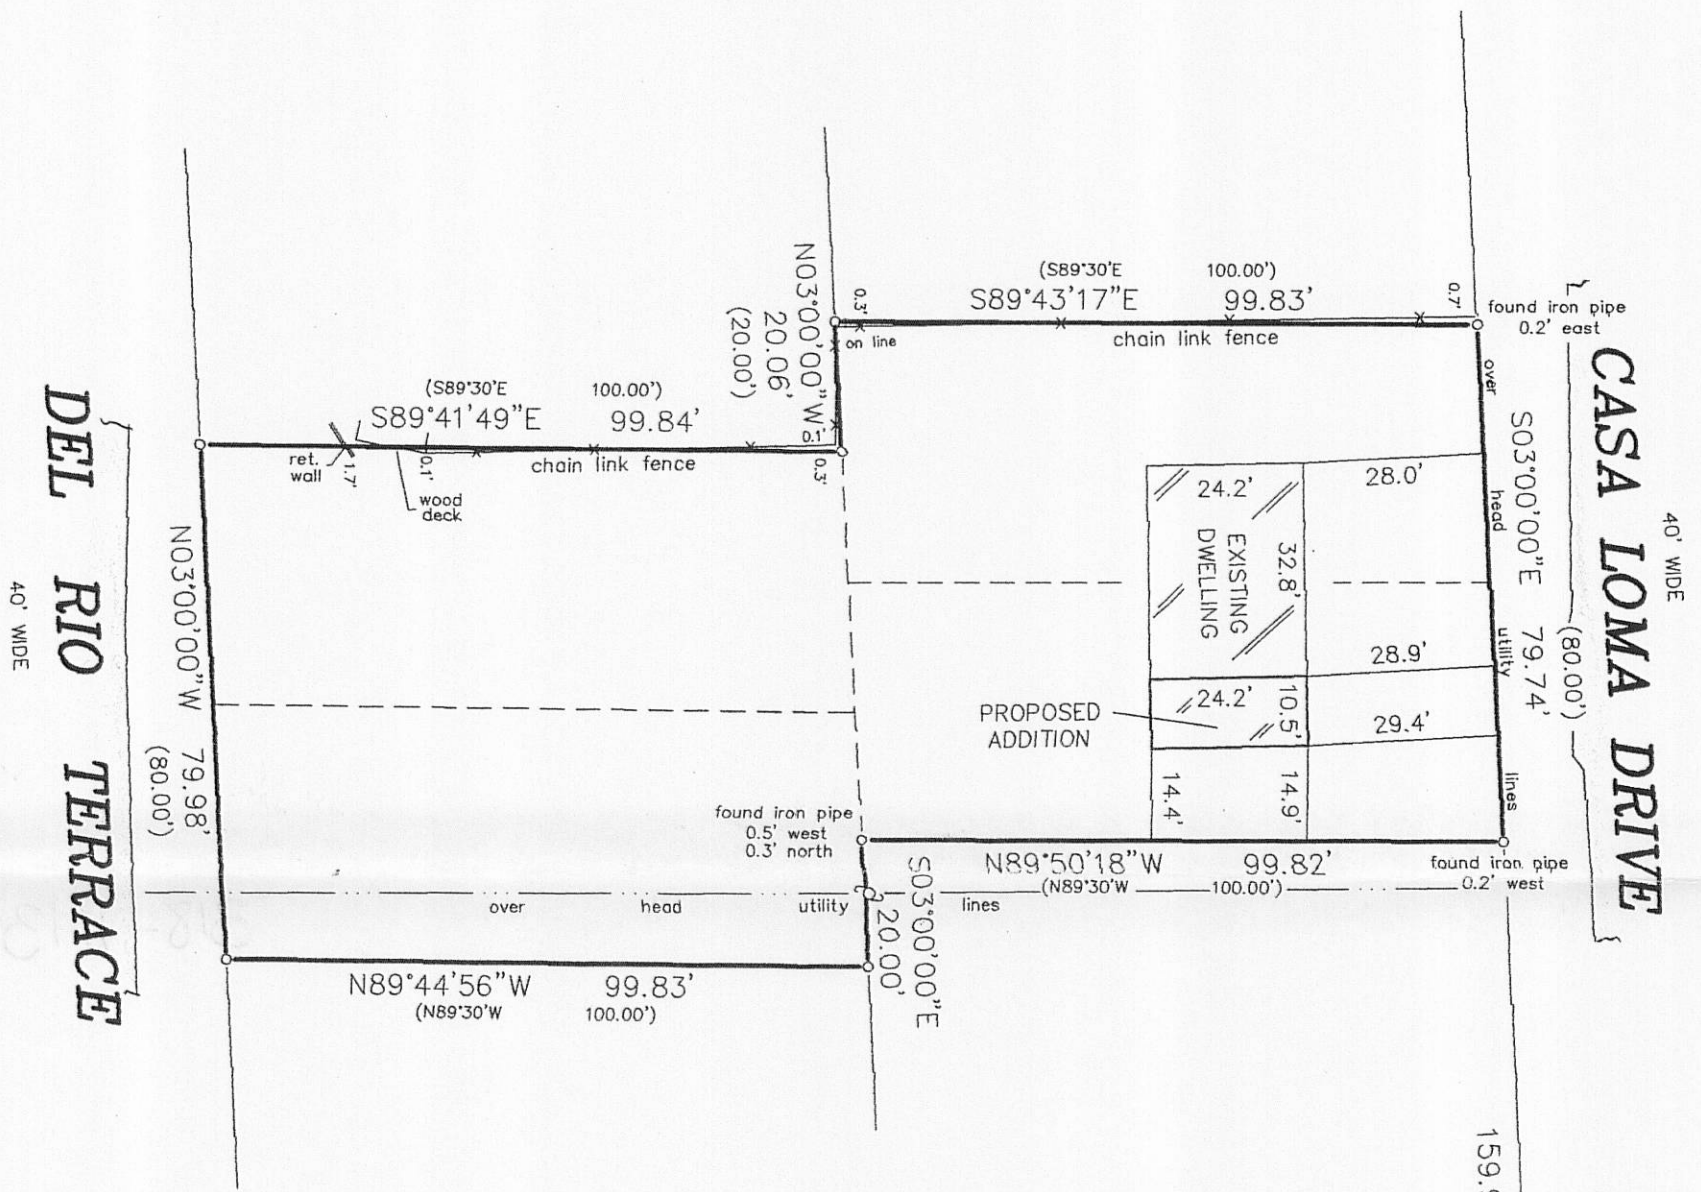 CASA LOMA DRIVE
40' WIDE
(80.00')
S03°00'00"E 79.74'
over head utility lines
found iron pipe
0.2' east
0.7'
(S89°30'E 100.00')
S89°43'17"E 99.83'
chain link fence
0.3'
on line
N03°00'00"W
20.06'
(20.00')
0.1'
0.3'
(S89°30'E 100.00')
S89°41'49"E 99.84'
chain link fence
ret.
wall
1.7'
0.1'
wood
deck
28.0'
24.2'
32.8'
EXISTING
DWELLING
28.9'
24.2'
10.5'
29.4'
PROPOSED
ADDITION
14.4'
14.9'
found iron pipe
0.5' west
0.3' north
N89°50'18"W 99.82'
(N89°30'W 100.00')
found iron pipe
0.2' west
over head utility lines
S03°00'00"E
20.00'
N89°44'56"W 99.83'
(N89°30'W 100.00')
N03°00'00"W 79.98'
(80.00')
DEL RIO TERRACE
40' WIDE